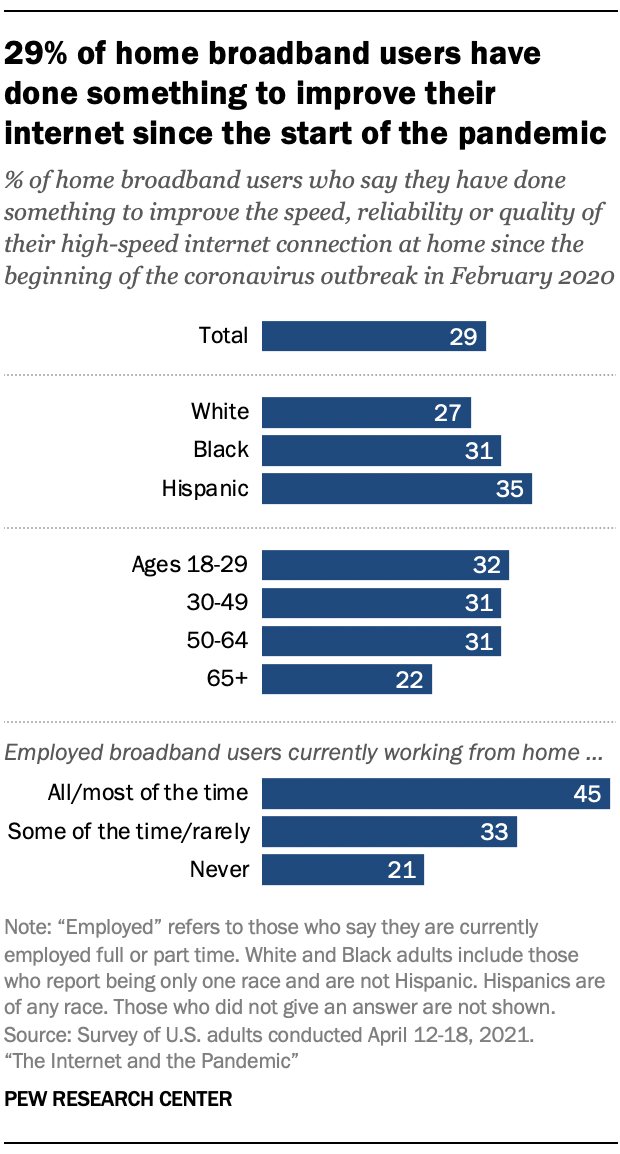 29% of home broadband users have
done something to improve their
internet since the start of the pandemic
% of home broadband users who say they have done
something to improve the speed, reliability or quality of
their high-speed internet connection at home since the
beginning of the coronavirus outbreak in February 2020
Total 29
White 27
Black 31
Hispanic 35
Ages 18-29 32
30-49 31
50-64 31
65+ 22
Employed broadband users currently working from home ...
All/most of the time 45
Some of the time/rarely 33
Never 21
Note: “Employed” refers to those who say they are currently
employed full or part time. White and Black adults include those
who report being only one race and are not Hispanic. Hispanics are
of any race. Those who did not give an answer are not shown.
Source: Survey of U.S. adults conducted April 12-18, 2021.
“The Internet and the Pandemic”
PEW RESEARCH CENTER